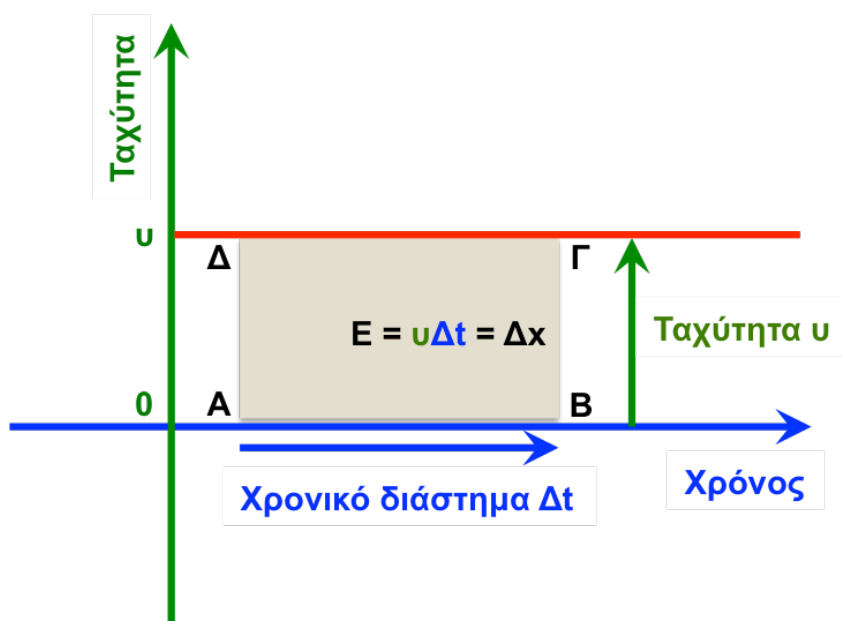 Ταχύτητα
υ
Δ
Γ
Ε = υΔt = Δx
Ταχύτητα υ
0
Α
Β
Χρονικό διάστημα Δt
Χρόνος